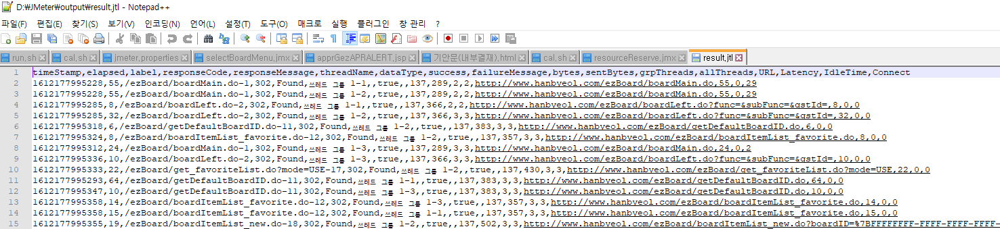 D:\JMeter\output\result.jtl - Notepad++
파일(F) 편집(E) 찾기(S) 보기(V) 인코딩(N) 언어(L) 설정(T) 도구(O) 매크로 실행 플러그인 창 관리 ?
run,sh cal,sh jmeter,properties selectBoardMenu,jmx apprGezAPRALERT,jsp 기안문(내부결재),html cal,sh resourceReserve,jmx result,jtl
1 timeStamp,elapsed,label,responseCode,responseMessage,threadName,dataType,success,failureMessage,bytes,sentBytes,grpThreads,allThreads,URL,Latency,IdleTime,Connect
2 1612177995228,55,/ezBoard/boardMain.do-1,302,Found,쓰레드 그룹 1-1,,true,,137,289,2,2,http://www.hanbyeol.com/ezBoard/boardMain.do,55,0,29
3 1612177995228,55,/ezBoard/boardMain.do-1,302,Found,쓰레드 그룹 1-2,,true,,137,289,2,2,http://www.hanbyeol.com/ezBoard/boardMain.do,55,0,29
4 1612177995285,8,/ezBoard/boardLeft.do-2,302,Found,쓰레드 그룹 1-1,,true,,137,366,2,2,http://www.hanbyeol.com/ezBoard/boardLeft.do?func=&subFunc=&gstId=,8,0,0
5 1612177995285,32,/ezBoard/boardLeft.do-2,302,Found,쓰레드 그룹 1-2,,true,,137,366,3,3,http://www.hanbyeol.com/ezBoard/boardLeft.do?func=&subFunc=&gstId=,32,0,0
6 1612177995318,6,/ezBoard/getDefaultBoardID.do-11,302,Found,쓰레드 그룹 1-2,,true,,137,383,3,3,http://www.hanbyeol.com/ezBoard/getDefaultBoardID.do,6,0,0
7 1612177995324,8,/ezBoard/boardItemList_favorite.do-12,302,Found,쓰레드 그룹 1-2,,true,,137,357,3,3,http://www.hanbyeol.com/ezBoard/boardItemList_favorite.do,8,0,0
8 1612177995312,24,/ezBoard/boardMain.do-1,302,Found,쓰레드 그룹 1-3,,true,,137,289,3,3,http://www.hanbyeol.com/ezBoard/boardMain.do,24,0,2
9 1612177995336,10,/ezBoard/boardLeft.do-2,302,Found,쓰레드 그룹 1-3,,true,,137,366,3,3,http://www.hanbyeol.com/ezBoard/boardLeft.do?func=&subFunc=&gstId=,10,0,0
10 1612177995333,22,/ezBoard/get_favoriteList.do?mode=USE-17,302,Found,쓰레드 그룹 1-2,,true,,137,430,3,3,http://www.hanbyeol.com/ezBoard/get_favoriteList.do?mode=USE,22,0,0
11 1612177995293,64,/ezBoard/getDefaultBoardID.do-11,302,Found,쓰레드 그룹 1-1,,true,,137,383,3,3,http://www.hanbyeol.com/ezBoard/getDefaultBoardID.do,64,0,0
12 1612177995347,10,/ezBoard/getDefaultBoardID.do-11,302,Found,쓰레드 그룹 1-3,,true,,137,383,3,3,http://www.hanbyeol.com/ezBoard/getDefaultBoardID.do,10,0,0
13 1612177995358,14,/ezBoard/boardItemList_favorite.do-12,302,Found,쓰레드 그룹 1-3,,true,,137,357,3,3,http://www.hanbyeol.com/ezBoard/boardItemList_favorite.do,14,0,0
14 1612177995358,15,/ezBoard/boardItemList_favorite.do-12,302,Found,쓰레드 그룹 1-1,,true,,137,357,3,3,http://www.hanbyeol.com/ezBoard/boardItemList_favorite.do,15,0,0
15 1612177995355,19,/ezBoard/boardItemList_new.do-18,302,Found,쓰레드 그룹 1-2,,true,,137,502,3,3,http://www.hanbyeol.com/ezBoard/boardItemList_new.do?boardID=%7BFFFFFFFF-FFFF-FFFF-FFFF-